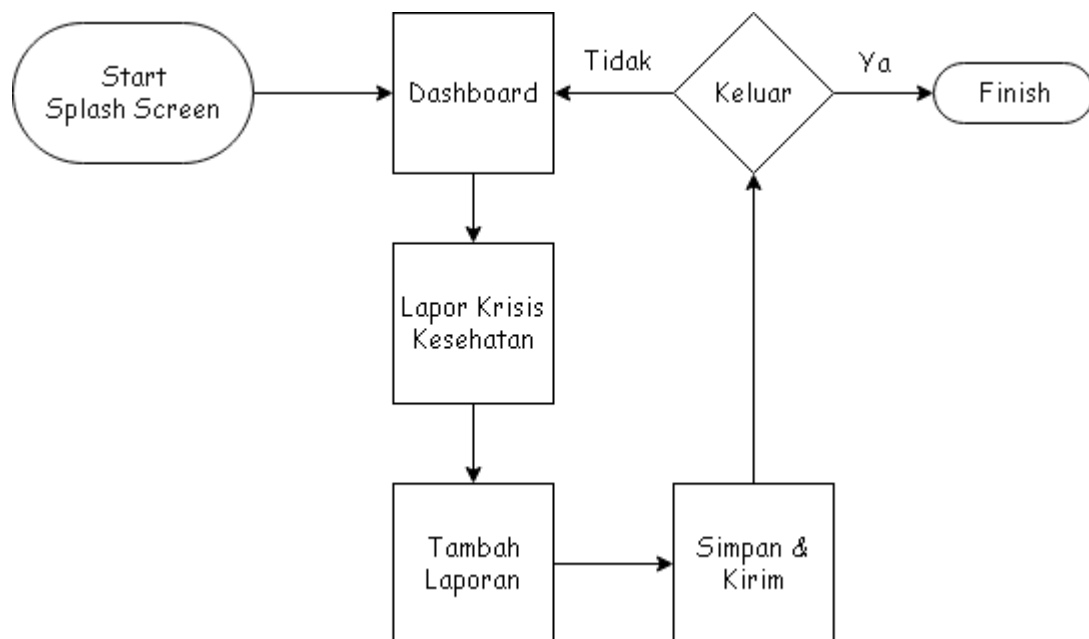 Start
Splash Screen
Dashboard
Tidak
Keluar
Ya
Finish
Lapor Krisis
Kesehatan
Tambah
Laporan
Simpan &
Kirim